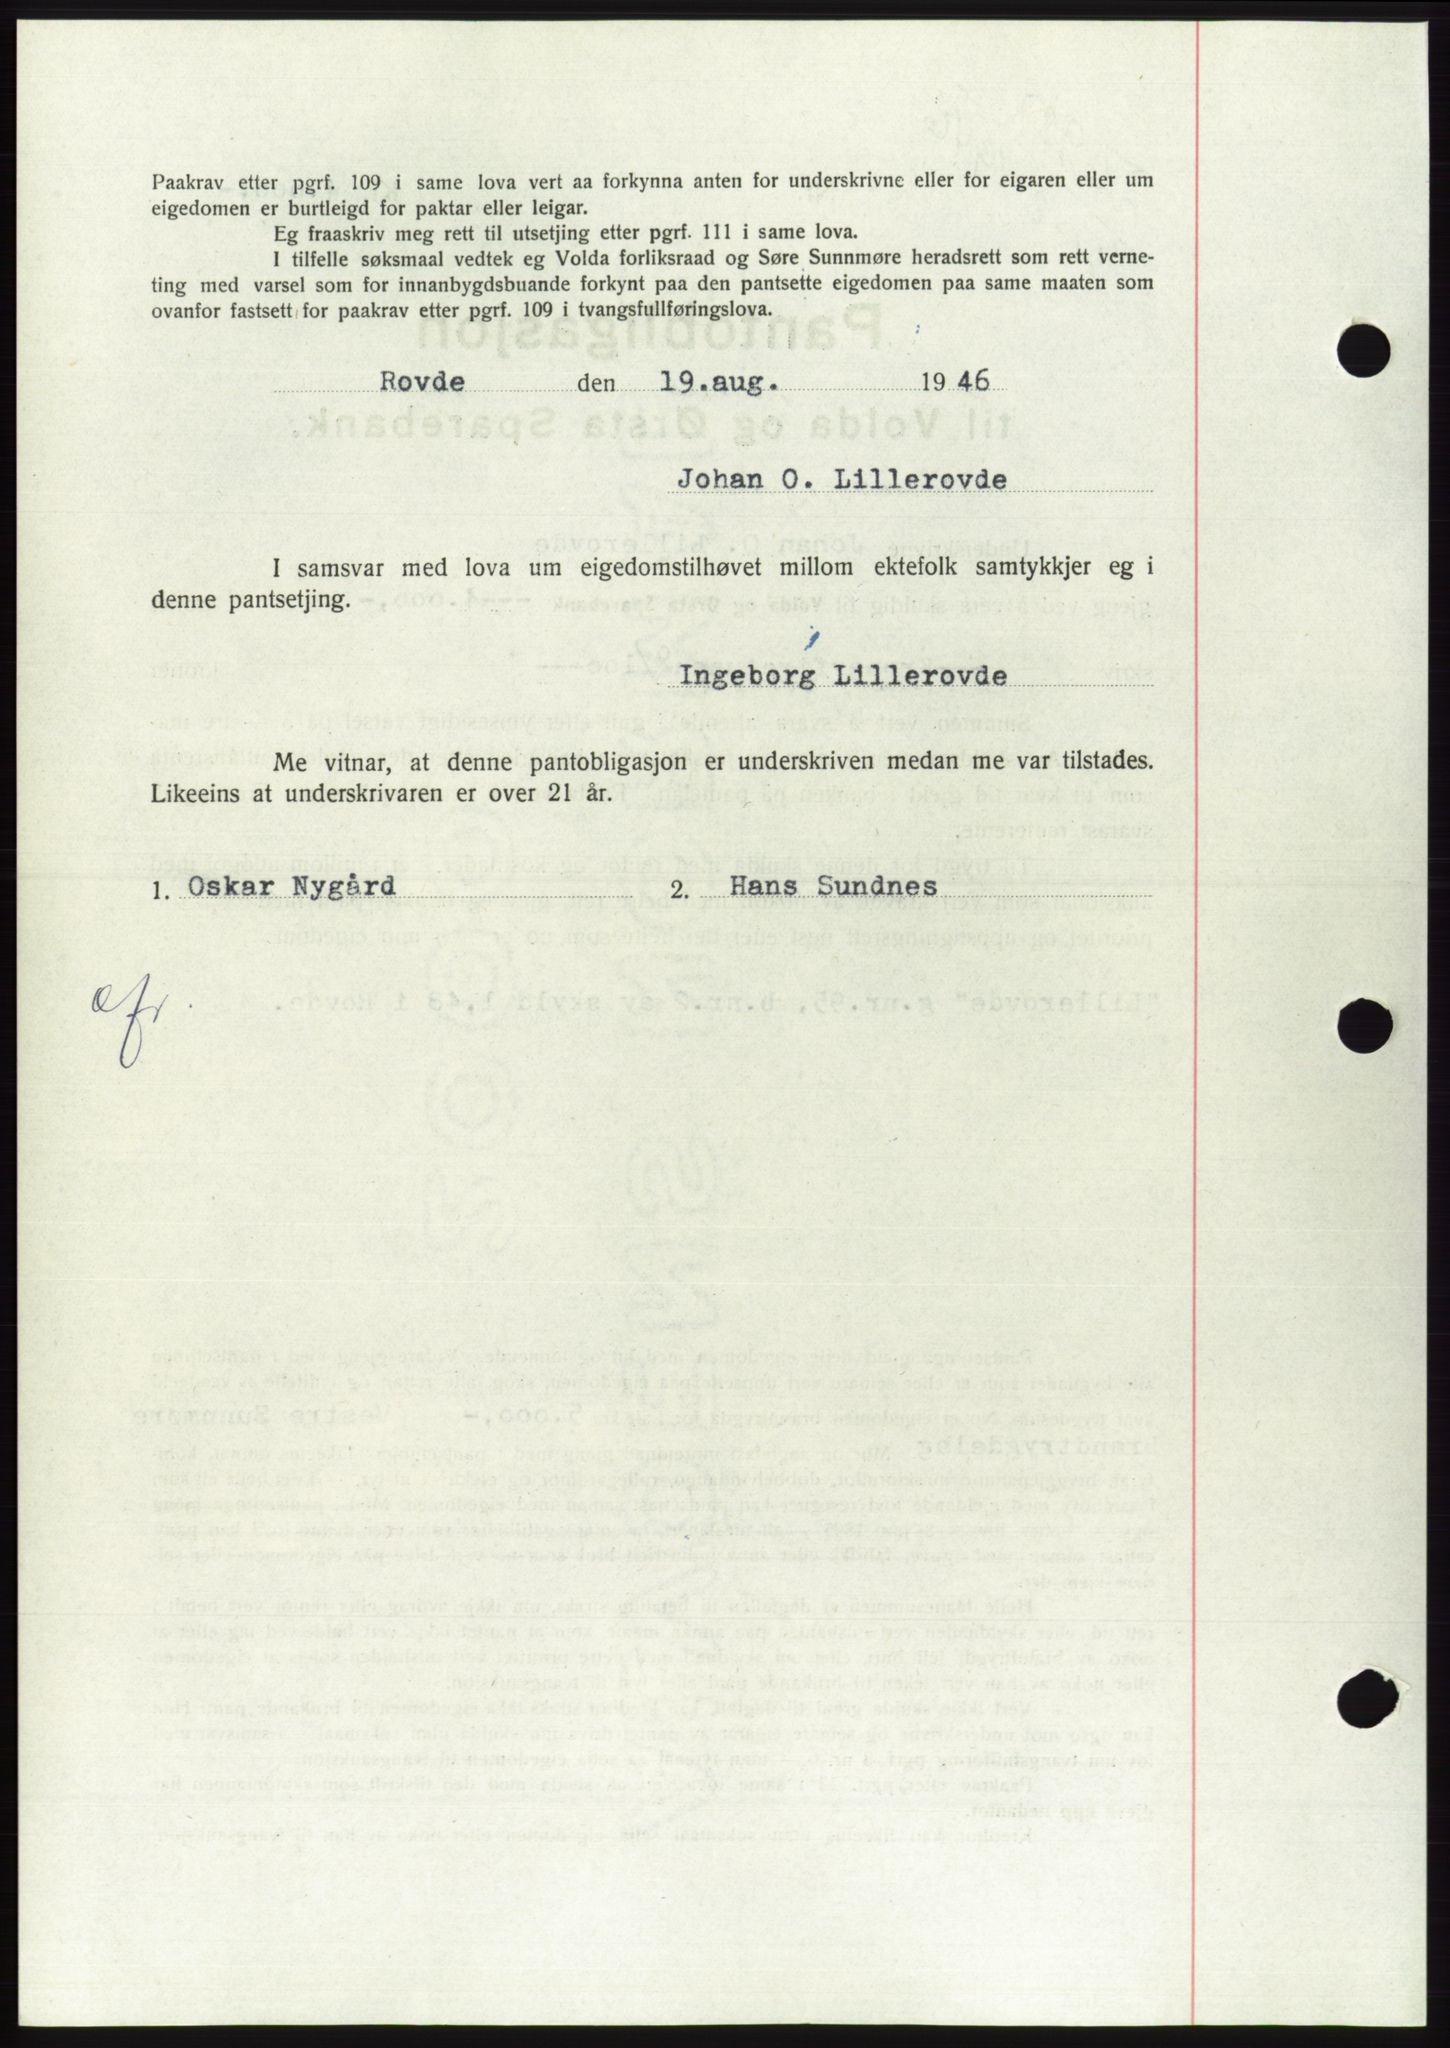 Paakrav etter pgrf. 109 i same lova vert aa forkynna anten for underskrivne eller for eigaren eller um
eigedomen er burtleigd for paktar eller leigar.
Eg fraaskriv meg rett til utsetjing etter pgrf. 111 i same lova.
I tilfelle søksmaal vedtek eg Volda forliksraad og Søre Sunnmøre heradsrett som rett verne-
ting med varsel som for innanbygdsbuande forkynt paa den pantsette eigedomen paa same maaten som
ovanfor fastsett for paakrav etter pgrf. 109 i tvangsfullføringslova.
Rovde den 19.aug. 1946
Johan O. Lillerovde
I samsvar med lova um eigedomstilhøvet millom ektefolk samtykkjer eg i
denne pantsetjing.
Ingeborg Lillerovde
Me vitnar, at denne pantobligasjon er underskriven medan me var tilstades.
Likeeins at underskrivaren er over 21 år.
1. Oskar Nygård 2. Hans Sundnes